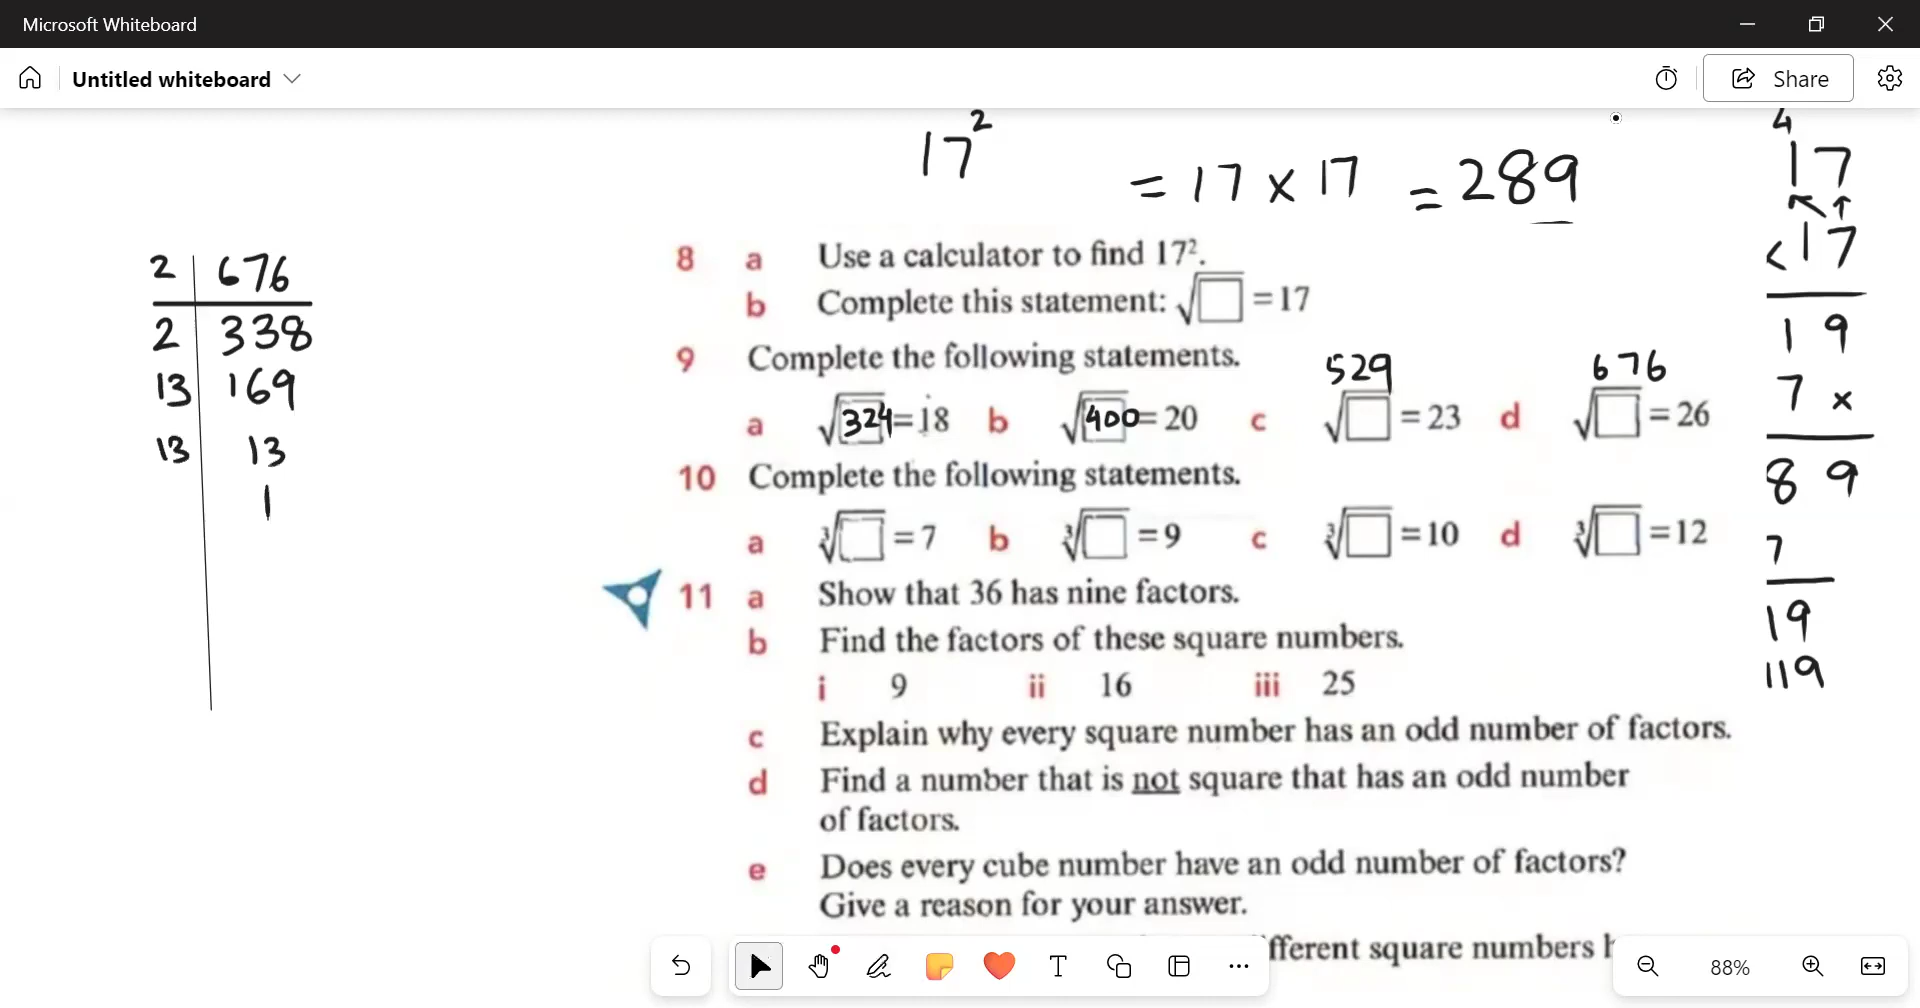 Microsoft Whiteboard
Untitled whiteboard
Share
17² = 17 × 17 = 289
4
17
<17
19
7 ×
89
7
19
119
2 676
2 338
13 169
13 13
1
8 a Use a calculator to find 17².
b Complete this statement: √□ = 17
9 Complete the following statements.
529 676
a √324 = 18 b √400 = 20 c √□ = 23 d √□ = 26
10 Complete the following statements.
a ∛□ = 7 b ∛□ = 9 c ∛□ = 10 d ∛□ = 12
11 a Show that 36 has nine factors.
b Find the factors of these square numbers.
i 9 ii 16 iii 25
c Explain why every square number has an odd number of factors.
d Find a number that is not square that has an odd number
of factors.
e Does every cube number have an odd number of factors?
Give a reason for your answer.
fferent square numbers
88%